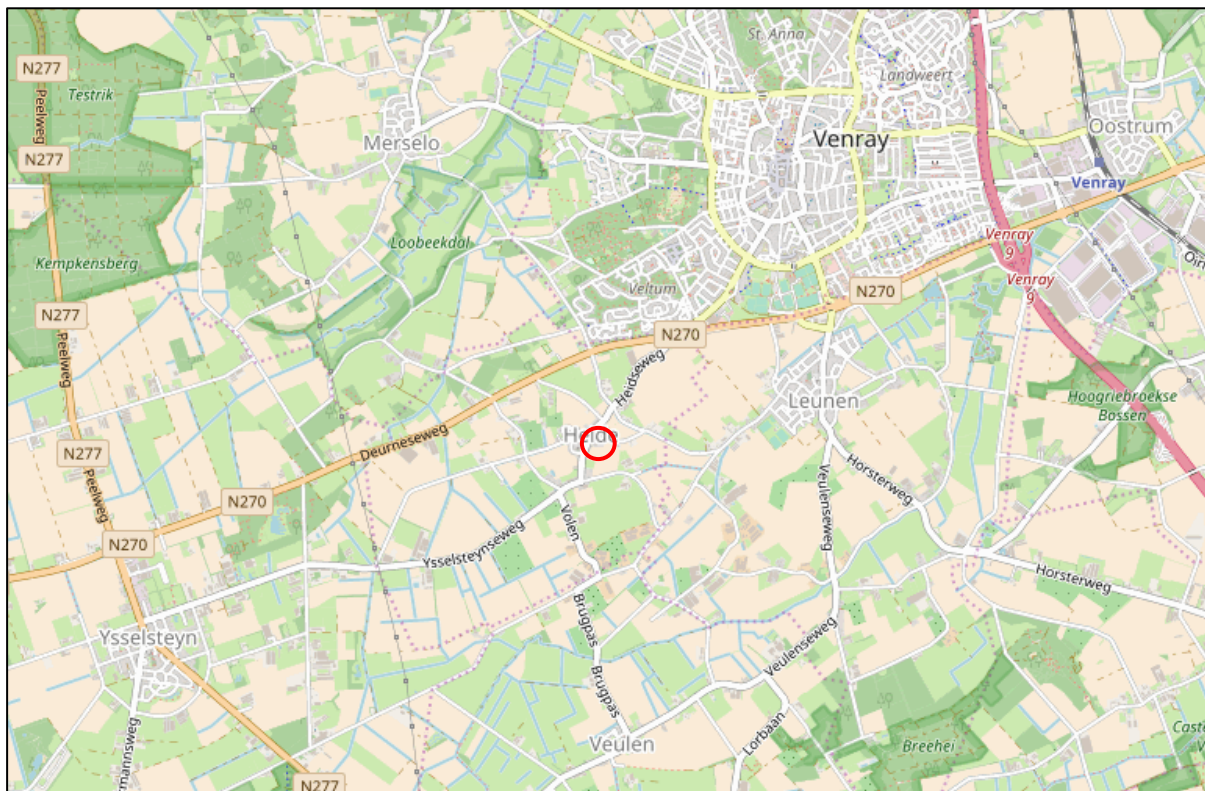 N277
Testrik
Peelweg
N277
Merselo
St. Anna
Landweert
Venray
Oostrum
Venray
Loobeekdal
Kempkensberg
Venray
9
Venray
9
Veltum
N270
N277
Peelweg
N270
Heidseweg
Hoogriebroekse
Bossen
Leunen
Heide
Deurneseweg
N277
Peelweg
N270
Horsterweg
Veulenseweg
Volen
Ysselsteynseweg
N270
Horsterweg
Brugpas
Ysselsteyn
Veulenseweg
Brugpas
Lorbaan
Veulen
Breehei
N277